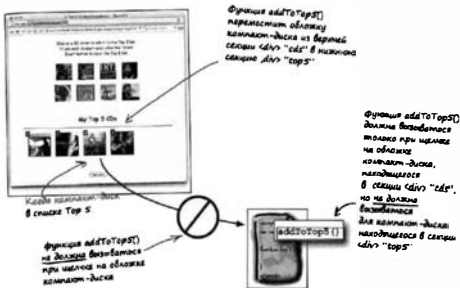 Функция addToTop5()
переместит обложку
компакт-диска из верхней
секции <div> "cds" в нижнюю
секцию ,div> "top5"
My Top 5 CDs
Когда компакт-диск
в списке Top 5
функция addToTop5()
не должна вызываться
при щелчке на обложке
компакт-диска
addToTop5()
Функция addToTop5()
должна вызываться
только при щелчке
на обложке
компакт-диска,
находящегося
в секции <div> "cds",
но не должна
вызываться
для компакт-диска
находящегося в секции
<div> "top5"